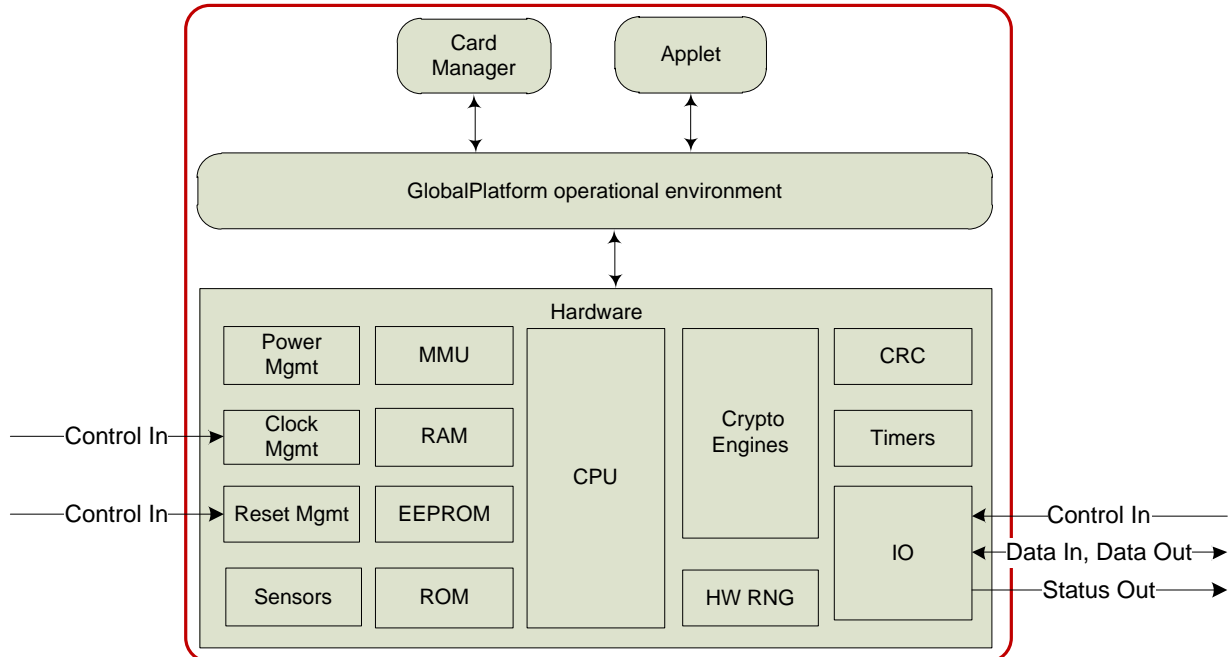 Card
Manager
Applet
GlobalPlatform operational environment
Hardware
Power
Mgmt
MMU
CPU
Crypto
Engines
CRC
Control In
Clock
Mgmt
RAM
Timers
Control In
Reset Mgmt
EEPROM
IO
Control In
Data In, Data Out
Status Out
Sensors
ROM
HW RNG